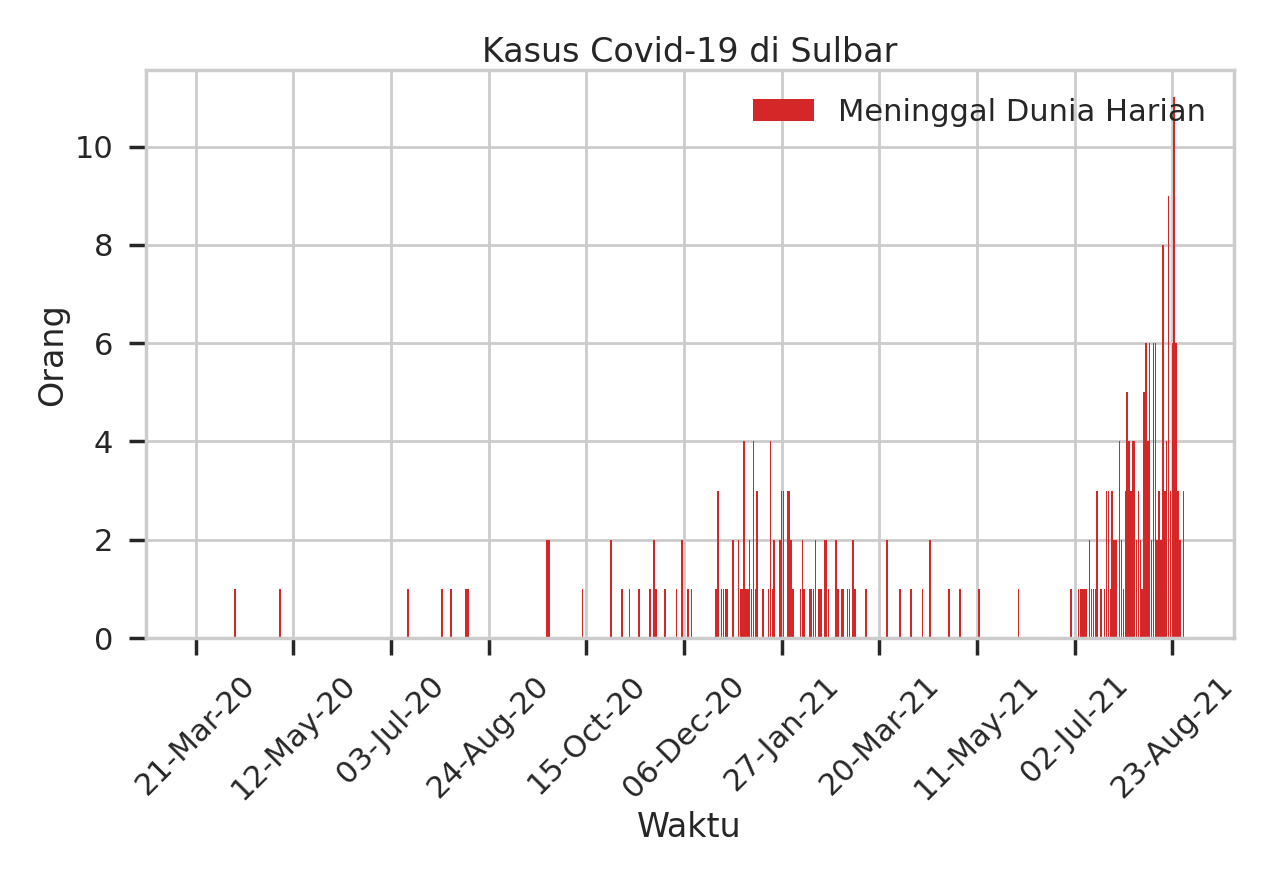 Kasus Covid-19 di Sulbar
Meninggal Dunia Harian
10
8
6
4
2
0
Orang
21-Mar-20
12-May-20
03-Jul-20
24-Aug-20
15-Oct-20
06-Dec-20
27-Jan-21
20-Mar-21
11-May-21
02-Jul-21
23-Aug-21
Waktu